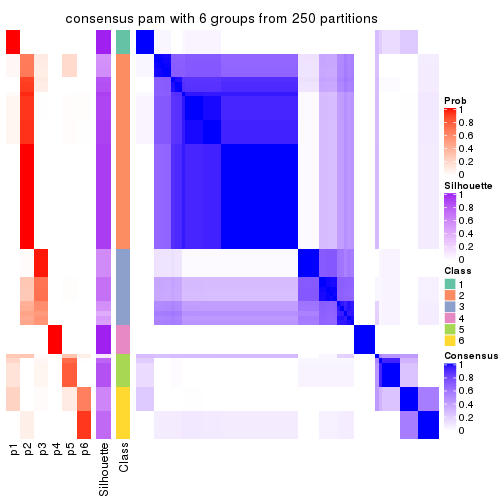 consensus pam with 6 groups from 250 partitions
Prob
1
0.8
0.6
0.4
0.2
0
Silhouette
1
0.8
0.6
0.4
0.2
0
Class
1
2
3
4
5
6
Consensus
1
0.8
0.6
0.4
0.2
0
p1
p2
p3
p4
p5
p6
Silhouette
Class